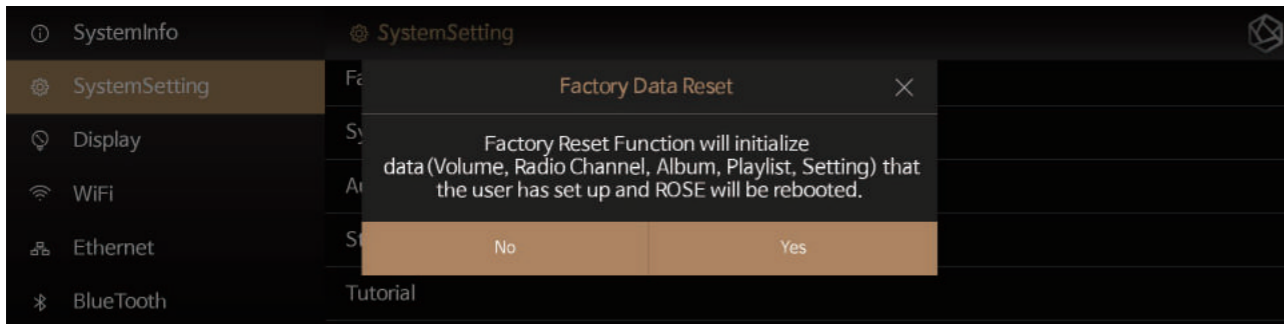 SystemInfo
SystemSetting
Display
WiFi
Ethernet
BlueTooth
SystemSetting
Factory Data Reset
Factory Reset Function will initialize
data(Volume, Radio Channel, Album, Playlist, Setting) that
the user has set up and ROSE will be rebooted.
No Yes
Tutorial